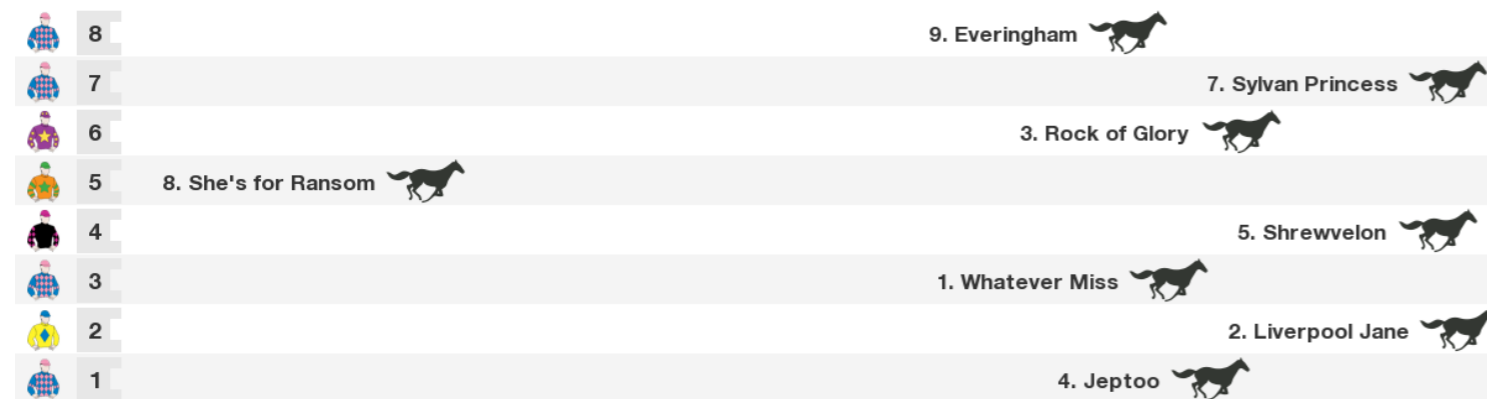 8 9. Everingham
7 7. Sylvan Princess
6 3. Rock of Glory
5 8. She's for Ransom
4 5. Shrewvelon
3 1. Whatever Miss
2 2. Liverpool Jane
1 4. Jeptoo